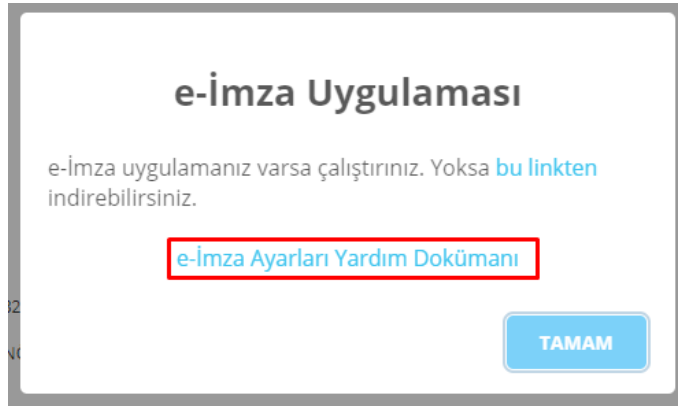 e-İmza Uygulaması
e-İmza uygulamanız varsa çalıştırınız. Yoksa bu linkten
indirebilirsiniz.
e-İmza Ayarları Yardım Dokümanı
TAMAM